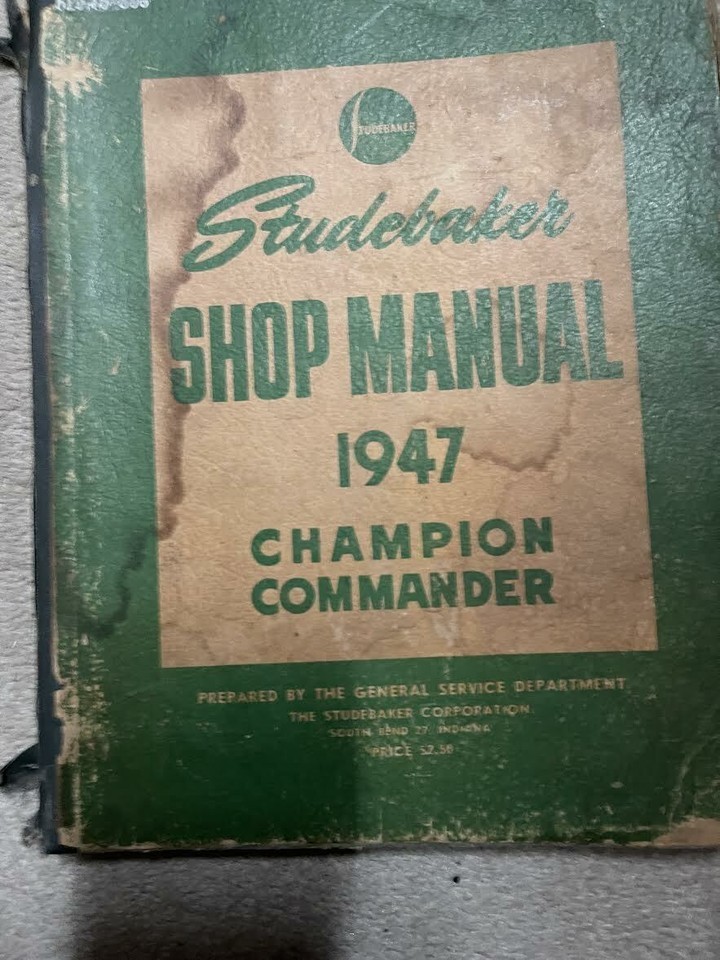 STUDEBAKER
Studebaker
SHOP MANUAL
1947
CHAMPION
COMMANDER
PREPARED BY THE GENERAL SERVICE DEPARTMENT
THE STUDEBAKER CORPORATION
SOUTH BEND 27, INDIANA
PRICE $2.50